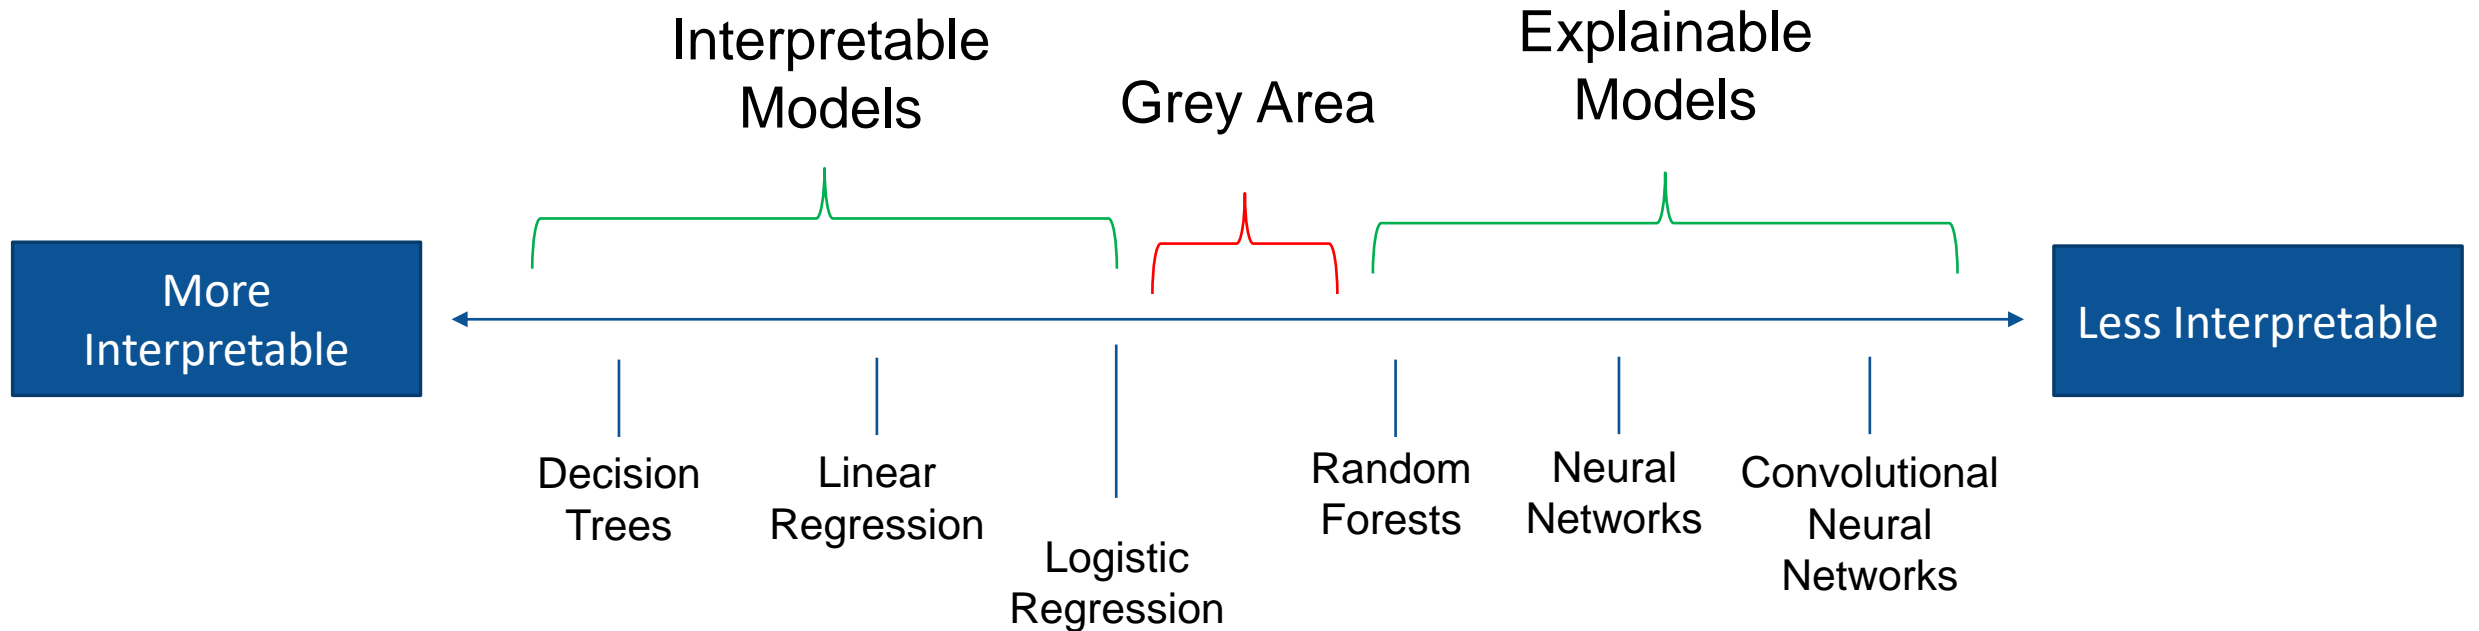 Interpretable
Models
Grey Area
Explainable
Models
More
Interpretable
Less Interpretable
Decision
Trees
Linear
Regression
Logistic
Regression
Random
Forests
Neural
Networks
Convolutional
Neural
Networks